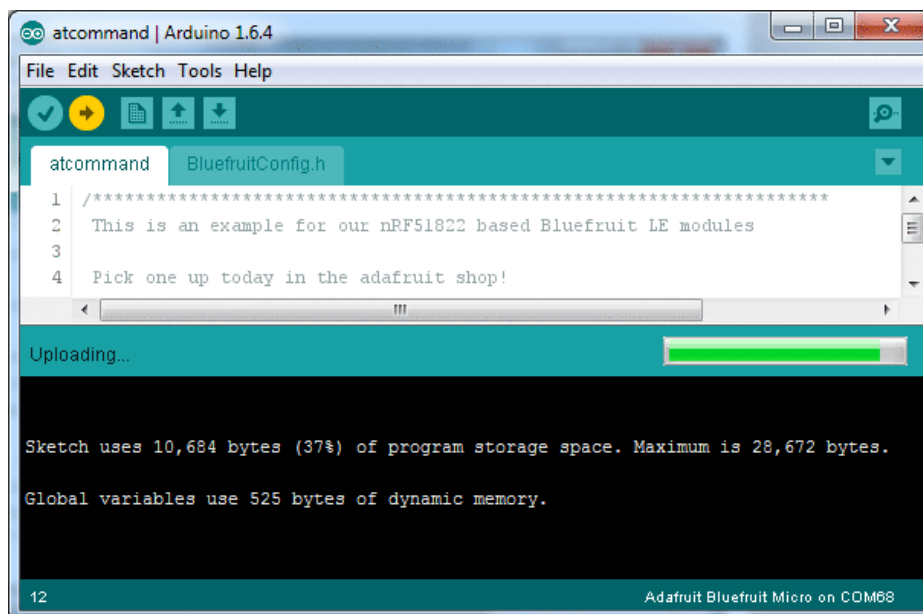 atcommand | Arduino 1.6.4
File Edit Sketch Tools Help
atcommand BluefruitConfig.h
1 /*********************************************************************
2 This is an example for our nRF51822 based Bluefruit LE modules
3
4 Pick one up today in the adafruit shop!
Uploading...
Sketch uses 10,684 bytes (37%) of program storage space. Maximum is 28,672 bytes.
Global variables use 525 bytes of dynamic memory.
12 Adafruit Bluefruit Micro on COM68